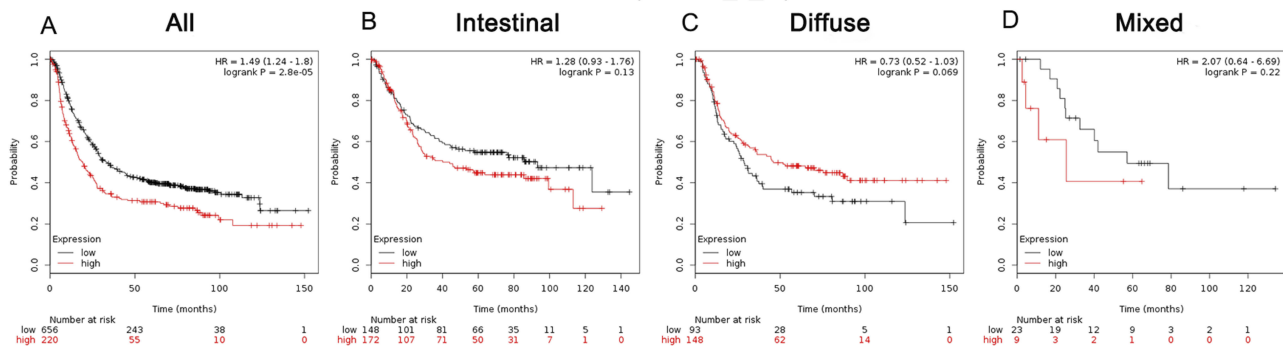 A All
HR = 1.49 (1.24 - 1.8)
logrank P = 2.8e-05
Probability
1.0
0.8
0.6
0.4
0.2
0.0
Expression
low
high
0 50 100 150
Time (months)
Number at risk
low 656 243 38 1
high 220 55 10 0
B Intestinal
HR = 1.28 (0.93 - 1.76)
logrank P = 0.13
Probability
1.0
0.8
0.6
0.4
0.2
0.0
Expression
low
high
0 20 40 60 80 100 120 140
Time (months)
Number at risk
low 148 101 81 66 35 11 5 1
high 172 107 71 50 31 7 1 0
C Diffuse
HR = 0.73 (0.52 - 1.03)
logrank P = 0.069
Probability
1.0
0.8
0.6
0.4
0.2
0.0
Expression
low
high
0 50 100 150
Time (months)
Number at risk
low 93 28 5 1
high 148 62 14 0
D Mixed
HR = 2.07 (0.64 - 6.69)
logrank P = 0.22
Probability
1.0
0.8
0.6
0.4
0.2
0.0
Expression
low
high
0 20 40 60 80 100 120
Time (months)
Number at risk
low 23 19 12 9 3 2 1
high 9 3 2 1 0 0 0